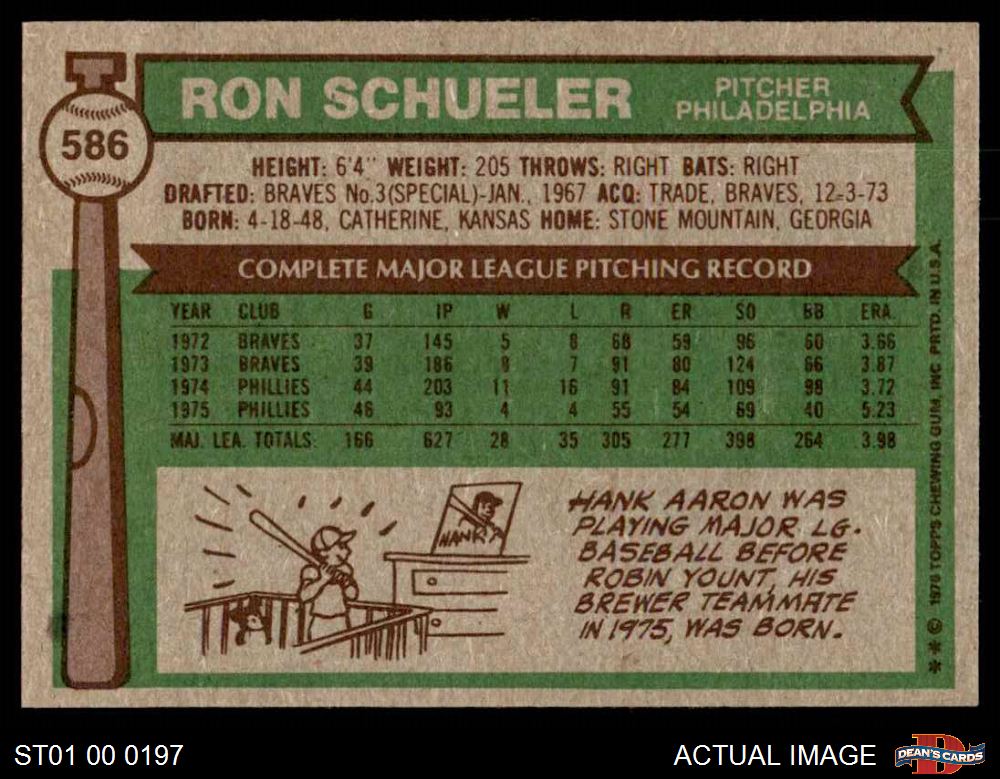 586
RON SCHUELER
PITCHER
PHILADELPHIA
HEIGHT: 6'4" WEIGHT: 205 THROWS: RIGHT BATS: RIGHT
DRAFTED: BRAVES No.3(SPECIAL)-JAN., 1967 ACQ: TRADE, BRAVES, 12-3-73
BORN: 4-18-48, CATHERINE, KANSAS HOME: STONE MOUNTAIN, GEORGIA
COMPLETE MAJOR LEAGUE PITCHING RECORD
YEAR CLUB G IP W L R ER SO BB ERA
1972 BRAVES 37 145 5 8 68 59 96 60 3.66
1973 BRAVES 39 186 8 7 91 80 124 66 3.87
1974 PHILLIES 44 203 11 16 91 84 109 98 3.72
1975 PHILLIES 46 93 4 4 55 54 69 40 5.23
MAJ. LEA. TOTALS 166 627 28 35 305 277 398 264 3.98
HANK A
HANK AARON WAS
PLAYING MAJOR LG.
BASEBALL BEFORE
ROBIN YOUNT, HIS
BREWER TEAMMATE
IN 1975, WAS BORN.
** © 1976 TOPPS CHEWING GUM, INC PRTD. IN U.S.A.
ST01 00 0197
ACTUAL IMAGE
D
DEAN'S CARDS